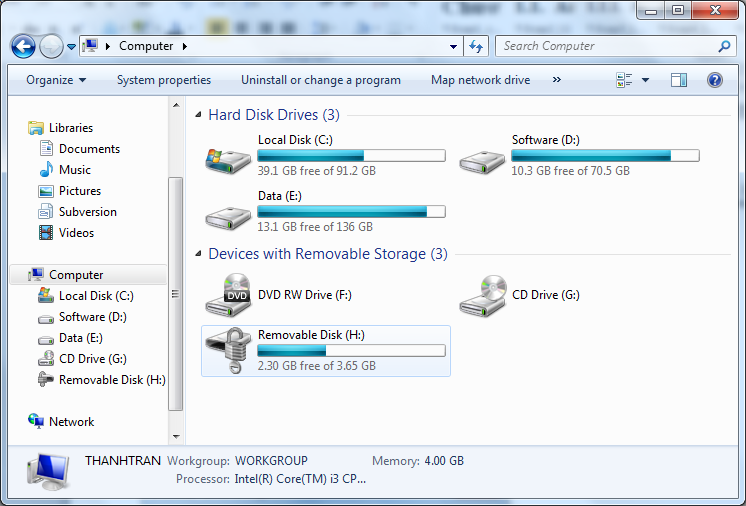 Computer
Search Computer
Organize
System properties
Uninstall or change a program
Map network drive
»
Libraries
Documents
Music
Pictures
Subversion
Videos
Computer
Local Disk (C:)
Software (D:)
Data (E:)
CD Drive (G:)
Removable Disk (H:)
Network
Hard Disk Drives (3)
Local Disk (C:)
39.1 GB free of 91.2 GB
Software (D:)
10.3 GB free of 70.5 GB
Data (E:)
13.1 GB free of 136 GB
Devices with Removable Storage (3)
DVD
DVD RW Drive (F:)
CD Drive (G:)
Removable Disk (H:)
2.30 GB free of 3.65 GB
THANHTRAN Workgroup: WORKGROUP Memory: 4.00 GB
Processor: Intel(R) Core(TM) i3 CP...